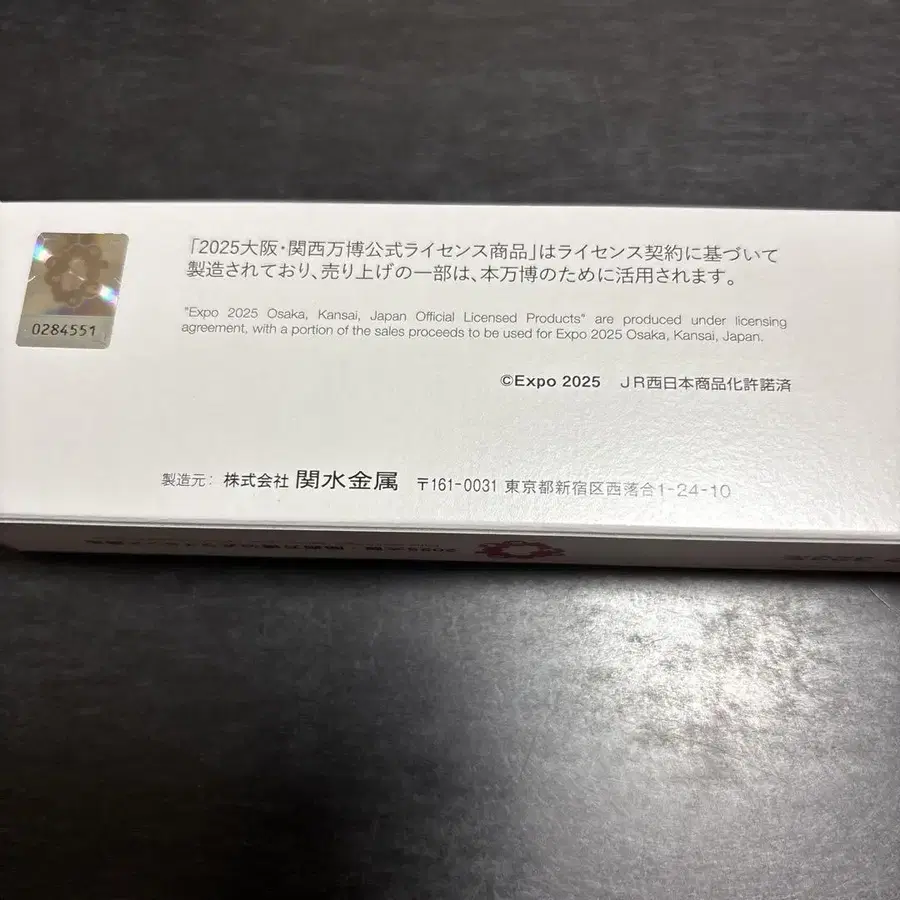 「2025大阪・関西万博公式ライセンス商品」はライセンス契約に基づいて
製造されており、売り上げの一部は、本万博のために活用されます。
"Expo 2025 Osaka, Kansai, Japan Official Licensed Products" are produced under licensing
agreement, with a portion of the sales proceeds to be used for Expo 2025 Osaka, Kansai, Japan.
0284551
©Expo 2025 JR西日本商品化許諾済
製造元: 株式会社 関水金属 〒161-0031 東京都新宿区西落合1-24-10